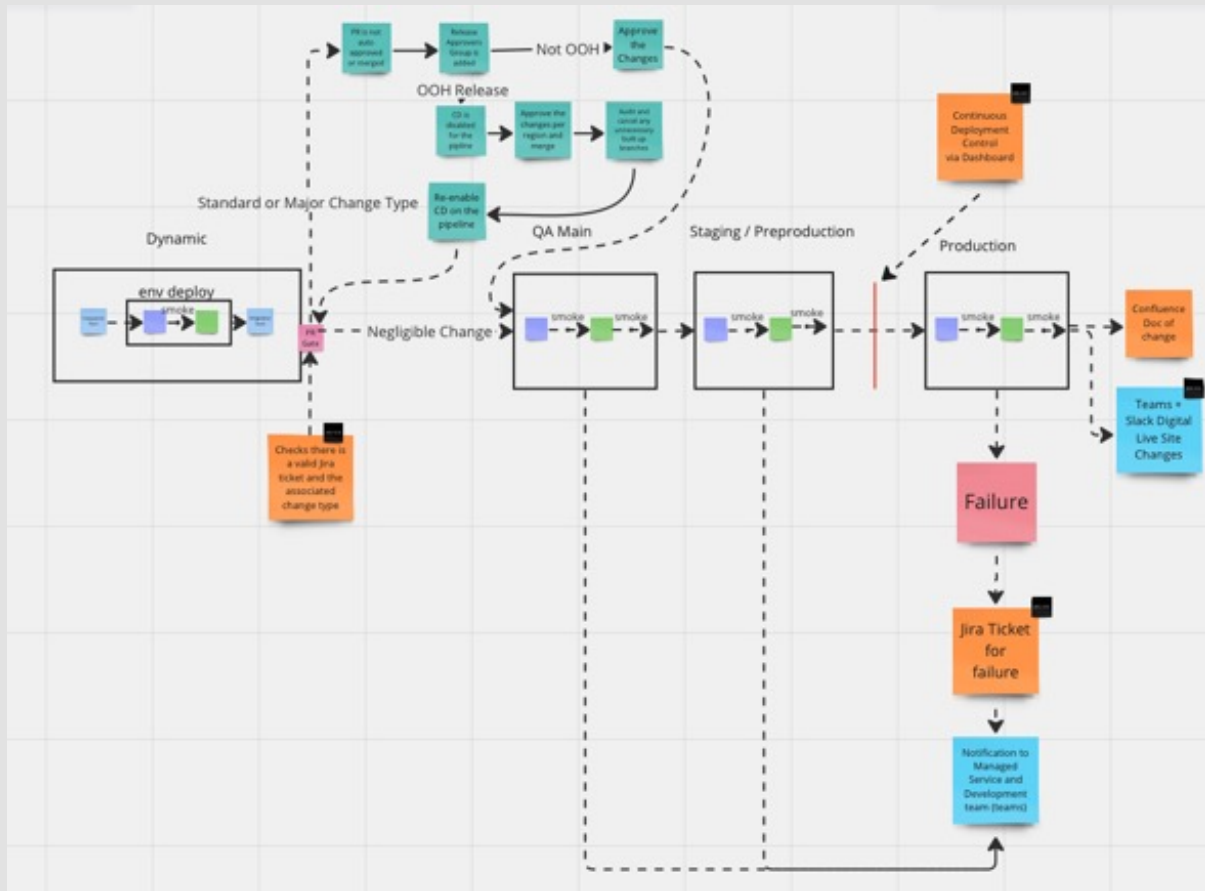 PR is not
auto
approved
or merged
Release
Approvers
Group is
added
Not OOH
Approve
the
Changes
OOH Release
CD is
disabled
for the
pipline
Approve the
changes per
region and
merge
Audit and
cancel any
unnecessary
built up
branches
Continuous
Deployment
Control
via Dashboard
Standard or Major Change Type
Re-enable
CD on the
pipeline
Dynamic
QA Main
Staging / Preproduction
Production
env deploy
smoke
PR
Gate
Negligible Change
smoke
smoke
smoke
smoke
smoke
smoke
Confluence
Doc of
change
Teams +
Slack Digital
Live Site
Changes
Checks there is
a valid Jira
ticket and the
associated
change type
Failure
Jira Ticket
for
failure
Notification to
Managed
Service and
Development
team (teams)